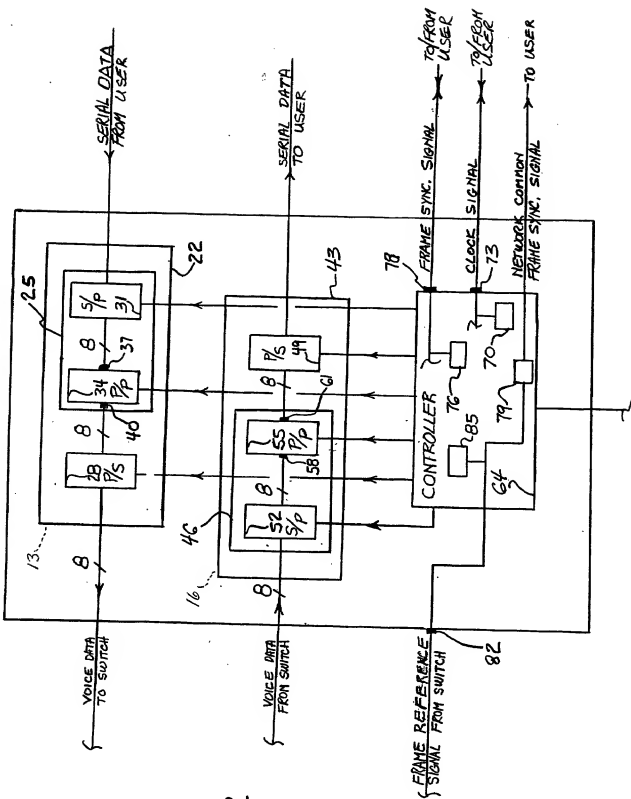 SERIAL DATA
FROM USER
SERIAL DATA
TO USER
TO/FROM
USER
TO/FROM
USER
TO USER
FRAME SYNC. SIGNAL
CLOCK SIGNAL
NETWORK COMMON
FRAME SYNC. SIGNAL
22
25
S/P
31
8
37
34
P/P
40
8
28
P/S
13
8
VOICE DATA
TO SWITCH
43
P/S
49
8
61
55
P/P
58
8
52
S/P
46
16
8
VOICE DATA
FROM SWITCH
78
73
70
76
79
85
CONTROLLER
64
82
FRAME REFERENCE
SIGNAL FROM SWITCH